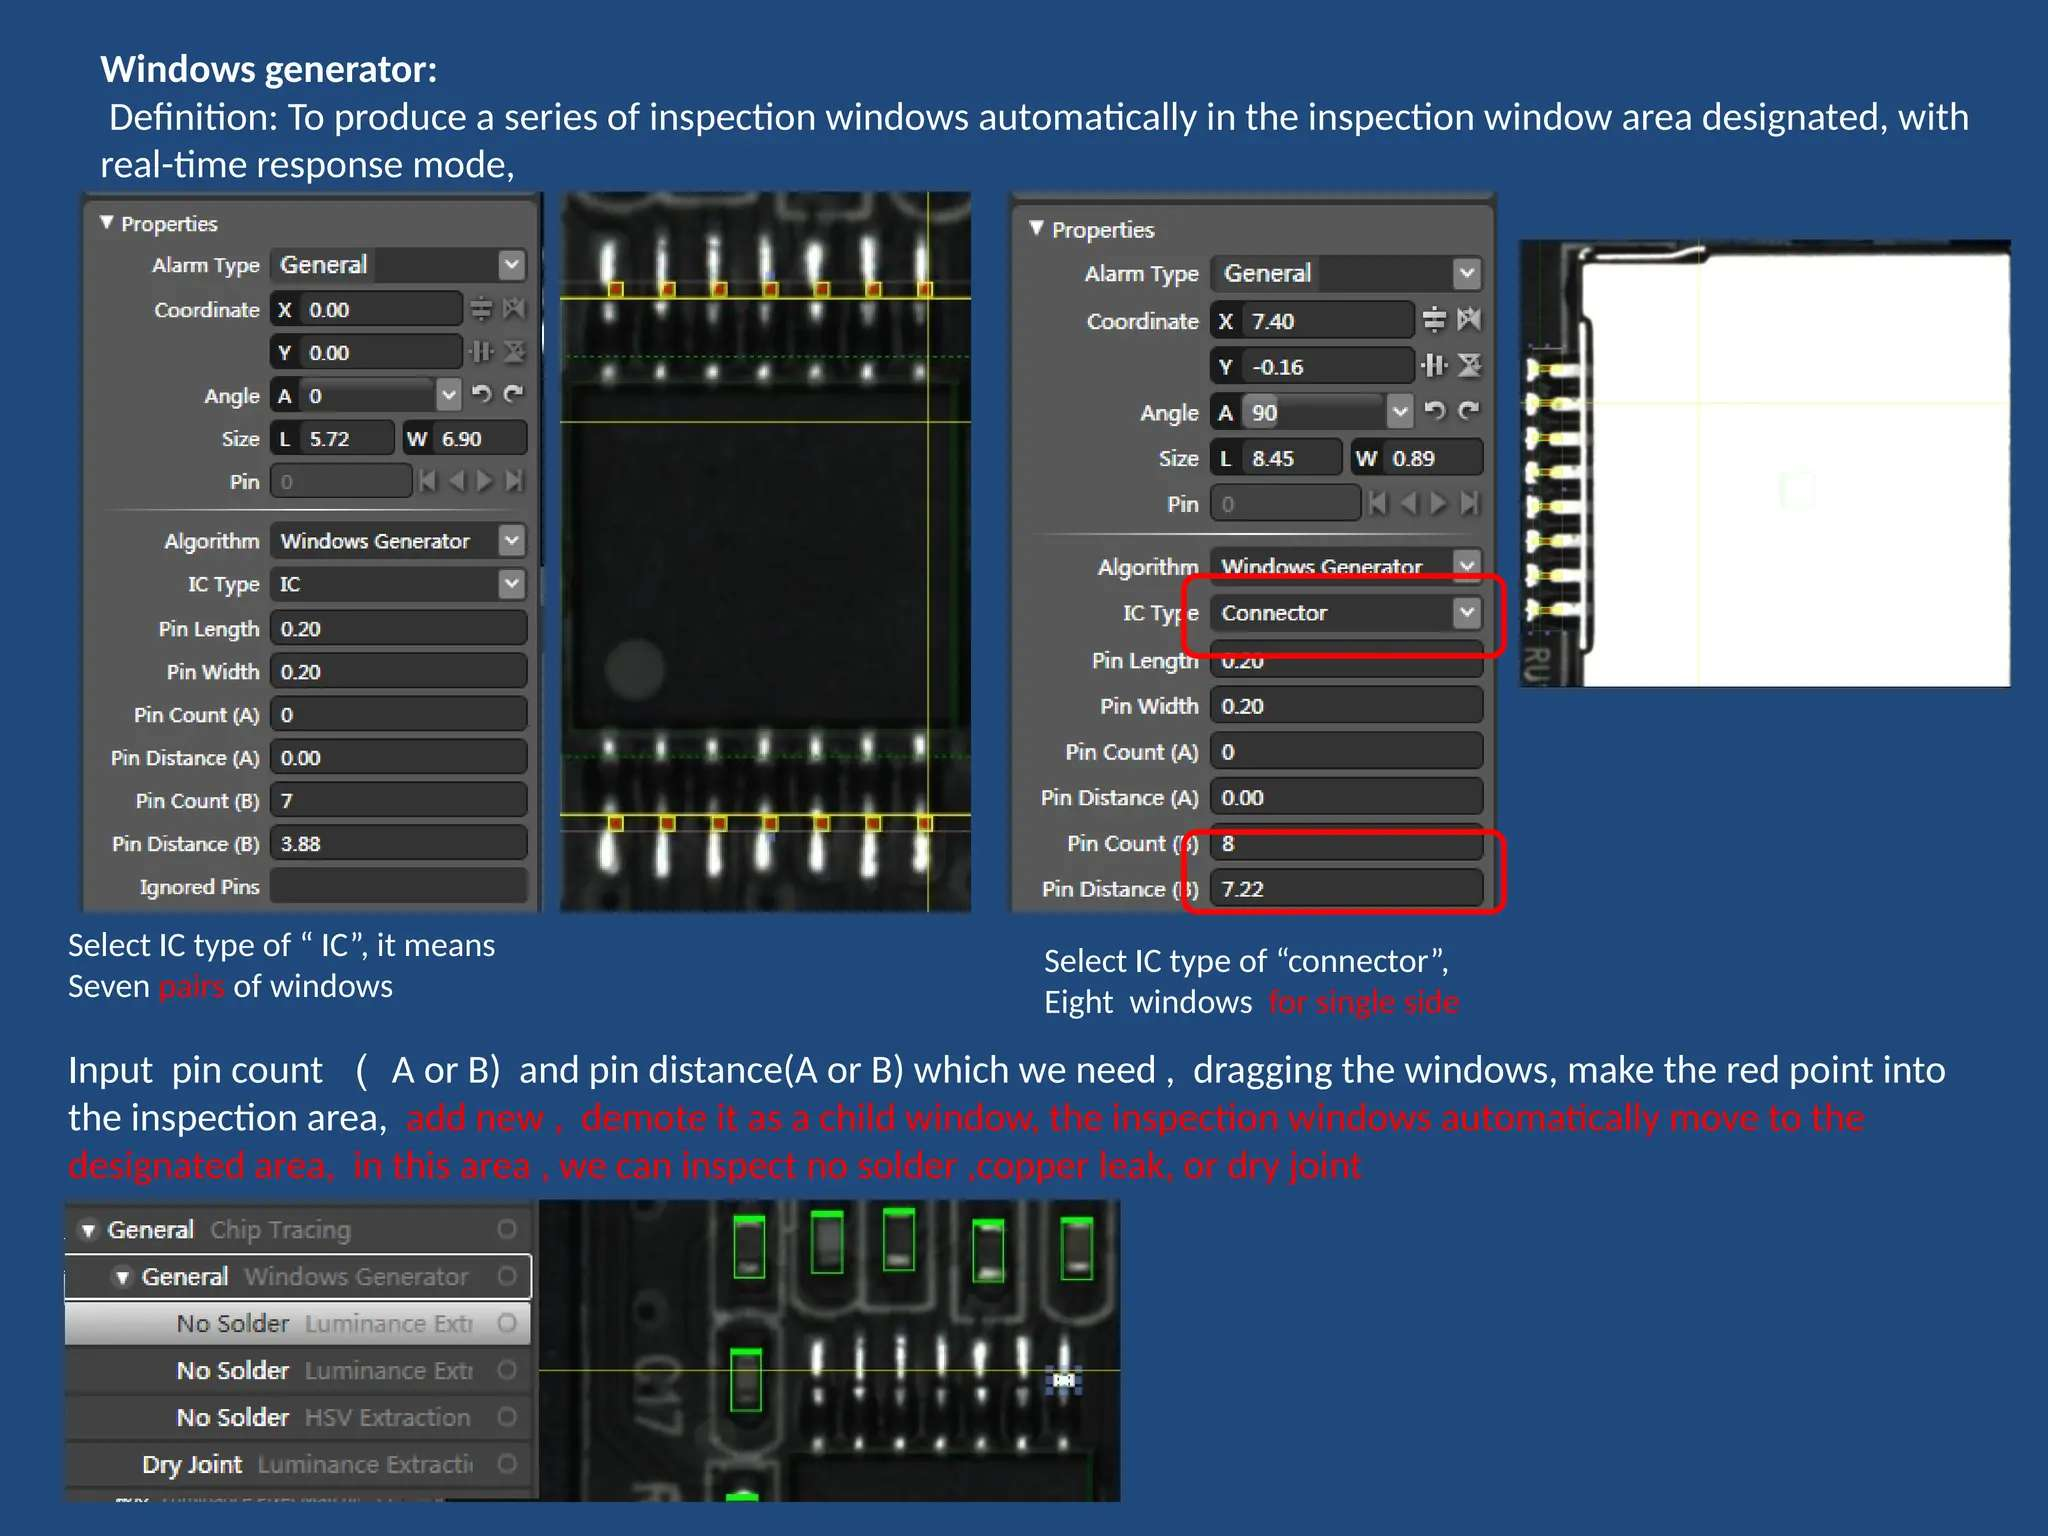 Windows generator:
Definition: To produce a series of inspection windows automatically in the inspection window area designated, with
real-time response mode,
Properties
Alarm Type General
Coordinate X 0.00
Y 0.00
Angle A 0
Size L 5.72 W 6.90
Pin 0
Algorithm Windows Generator
IC Type IC
Pin Length 0.20
Pin Width 0.20
Pin Count (A) 0
Pin Distance (A) 0.00
Pin Count (B) 7
Pin Distance (B) 3.88
Ignored Pins
Properties
Alarm Type General
Coordinate X 7.40
Y -0.16
Angle A 90
Size L 8.45 W 0.89
Pin 0
Algorithm Windows Generator
IC Type Connector
Pin Length 0.20
Pin Width 0.20
Pin Count (A) 0
Pin Distance (A) 0.00
Pin Count (B) 8
Pin Distance (B) 7.22
RU
Select IC type of “ IC”, it means
Seven pairs of windows
Select IC type of “connector”,
Eight windows for single side
Input pin count ( A or B) and pin distance(A or B) which we need , dragging the windows, make the red point into
the inspection area, add new , demote it as a child window, the inspection windows automatically move to the
designated area, in this area , we can inspect no solder ,copper leak, or dry joint
General Chip Tracing
General Windows Generator
No Solder Luminance Extr
No Solder Luminance Extr
No Solder HSV Extraction
Dry Joint Luminance Extracti
C17